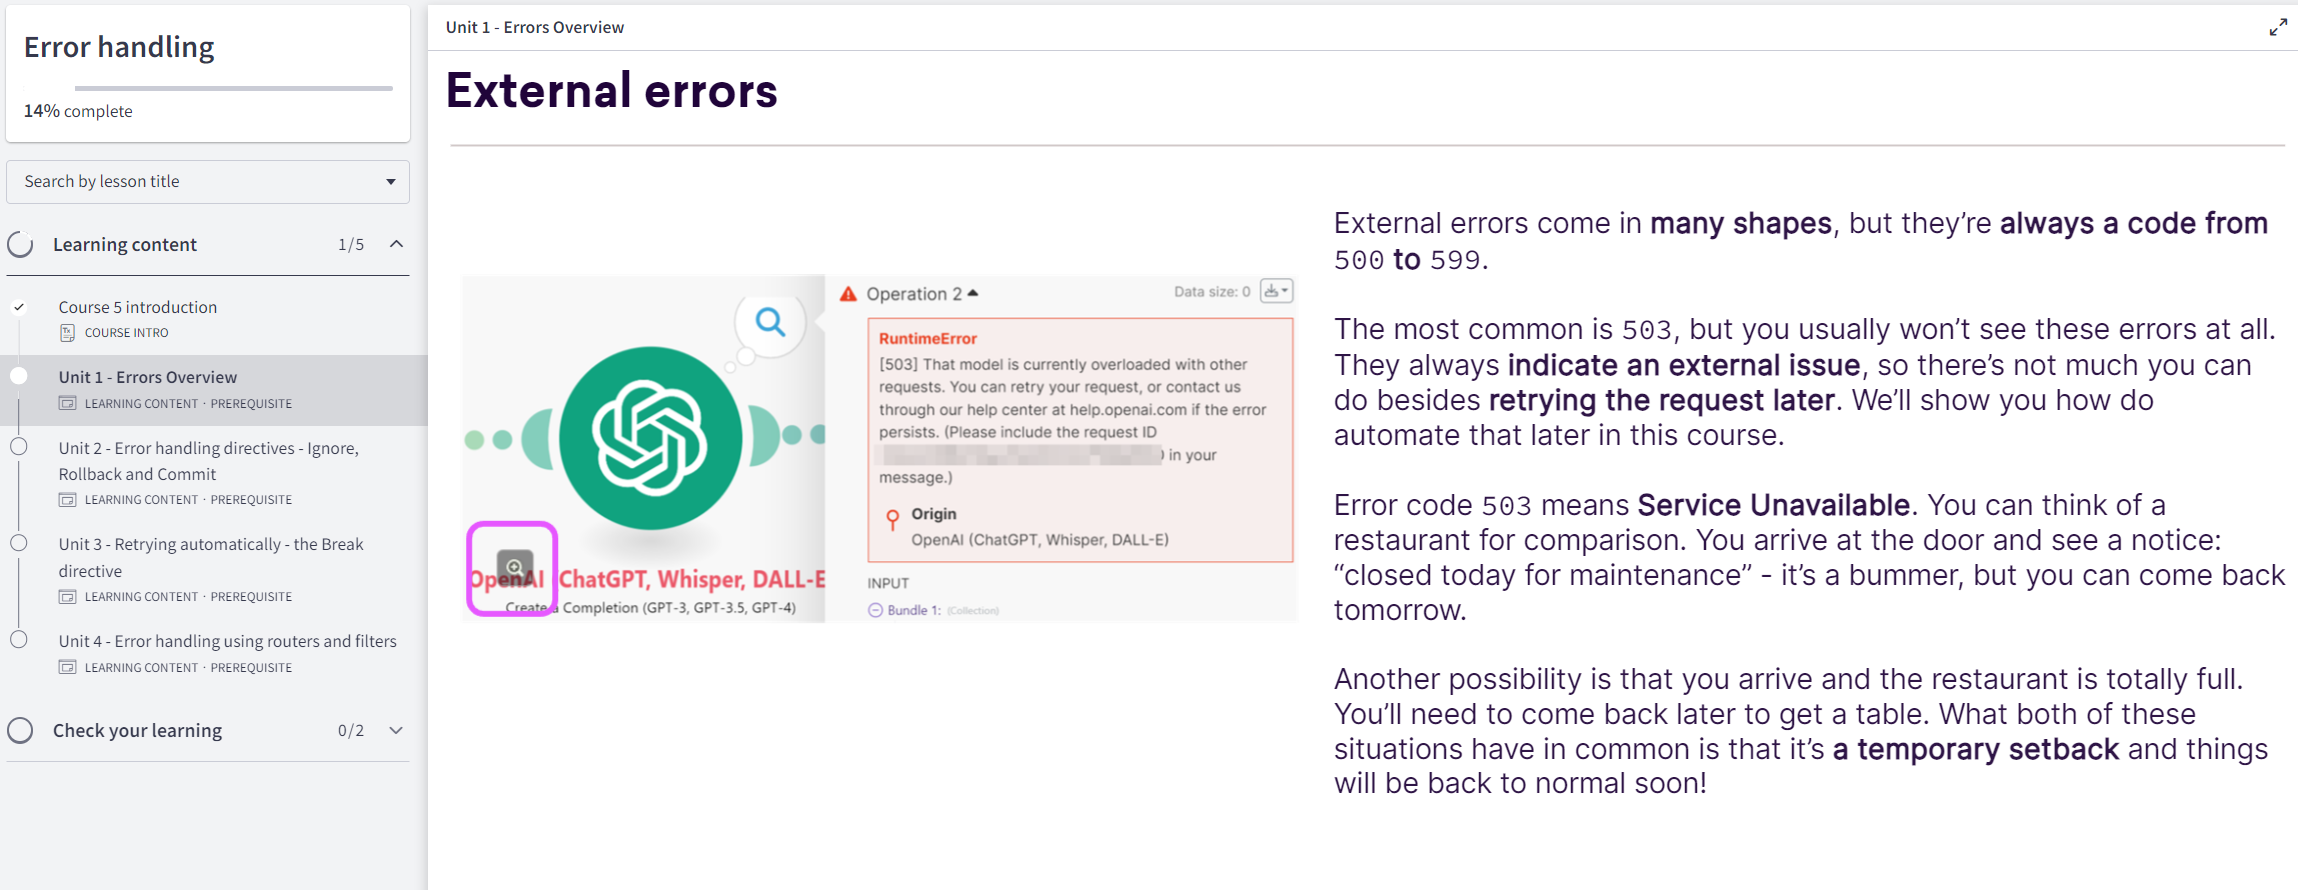 Error handling
14% complete
Search by lesson title
Learning content 1/5
Course 5 introduction
COURSE INTRO
Unit 1 - Errors Overview
LEARNING CONTENT · PREREQUISITE
Unit 2 - Error handling directives - Ignore,
Rollback and Commit
LEARNING CONTENT · PREREQUISITE
Unit 3 - Retrying automatically - the Break
directive
LEARNING CONTENT · PREREQUISITE
Unit 4 - Error handling using routers and filters
LEARNING CONTENT · PREREQUISITE
Check your learning 0/2
Unit 1 - Errors Overview
External errors
OpenAI (ChatGPT, Whisper, DALL-E
Create a Completion (GPT-3, GPT-3.5, GPT-4)
Operation 2 Data size: 0
RuntimeError
[503] That model is currently overloaded with other
requests. You can retry your request, or contact us
through our help center at help.openai.com if the error
persists. (Please include the request ID
) in your
message.)
Origin
OpenAI (ChatGPT, Whisper, DALL-E)
INPUT
Bundle 1: (Collection)
External errors come in many shapes, but they’re always a code from
500 to 599.
The most common is 503, but you usually won’t see these errors at all.
They always indicate an external issue, so there’s not much you can
do besides retrying the request later. We’ll show you how do
automate that later in this course.
Error code 503 means Service Unavailable. You can think of a
restaurant for comparison. You arrive at the door and see a notice:
“closed today for maintenance” - it’s a bummer, but you can come back
tomorrow.
Another possibility is that you arrive and the restaurant is totally full.
You’ll need to come back later to get a table. What both of these
situations have in common is that it’s a temporary setback and things
will be back to normal soon!